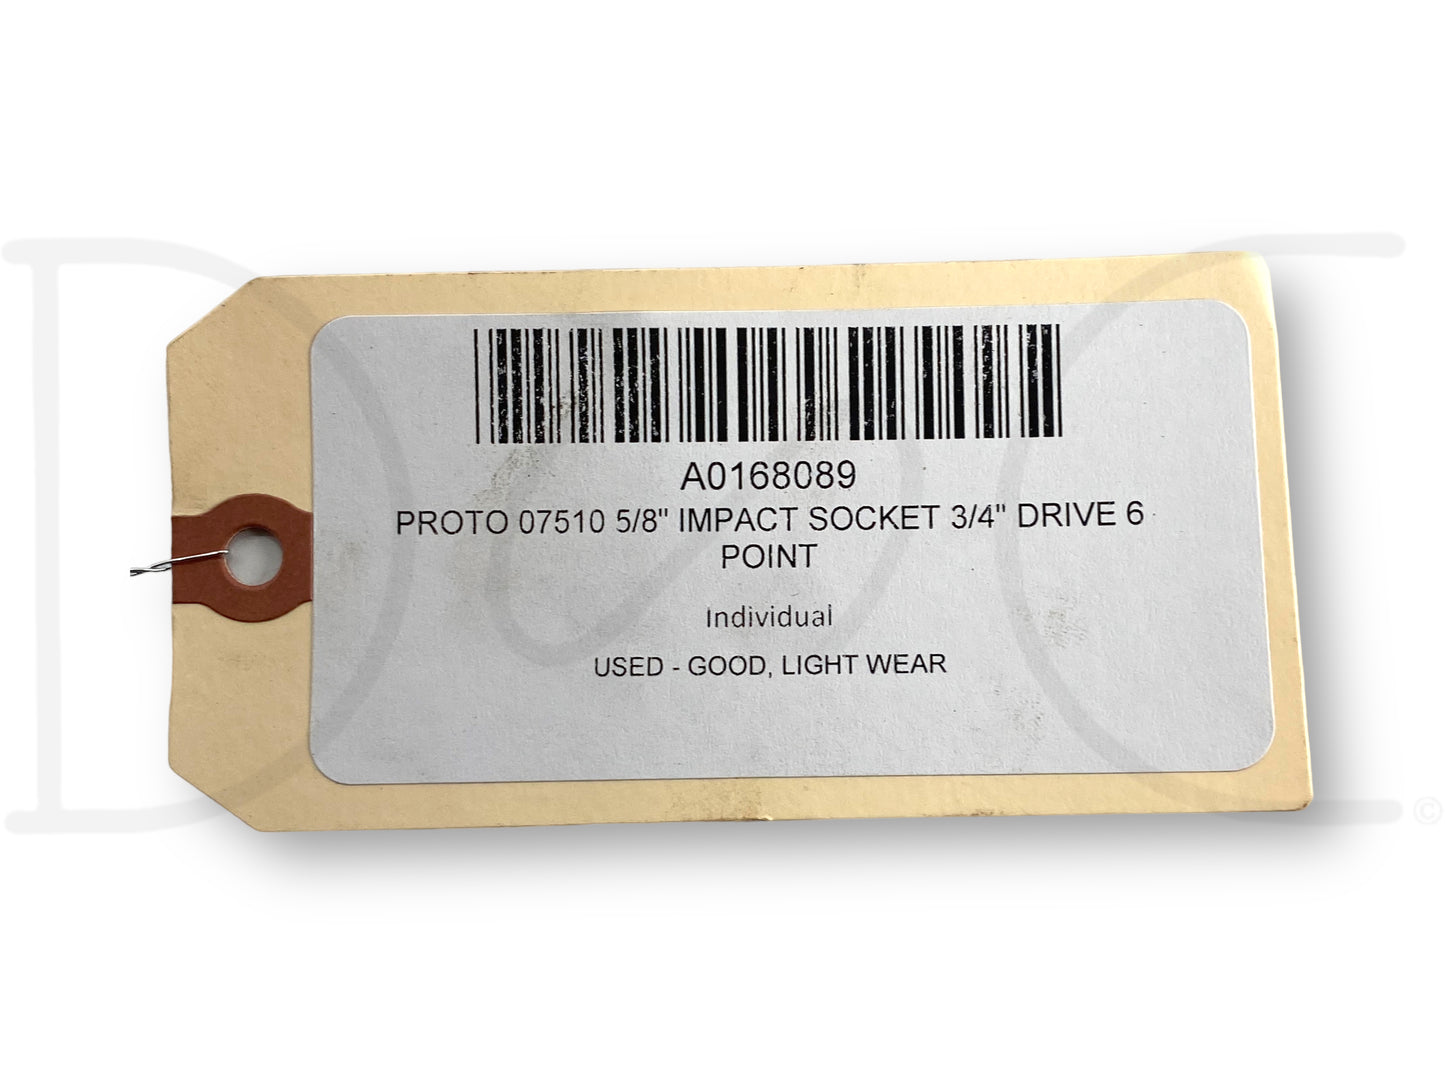 A0168089
PROTO 07510 5/8" IMPACT SOCKET 3/4" DRIVE 6
POINT
Individual
USED - GOOD, LIGHT WEAR
D
C
©